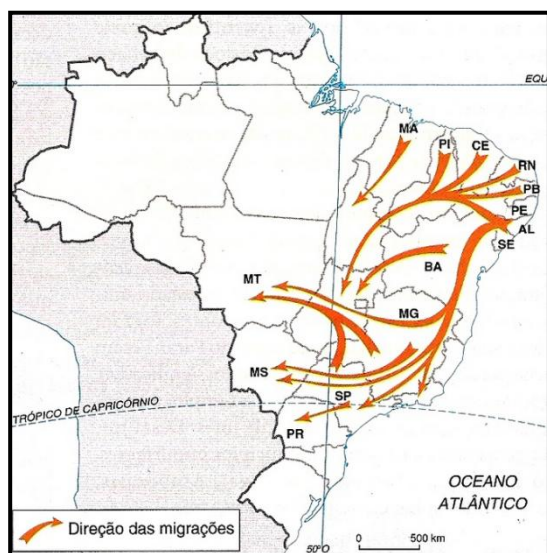 EQU
MA
PI
CE
RN
PB
PE
AL
SE
BA
MT
MG
MS
SP
TRÓPICO DE CAPRICÓRNIO
PR
OCEANO
ATLÂNTICO
Direção das migrações
50°O
0 500 km